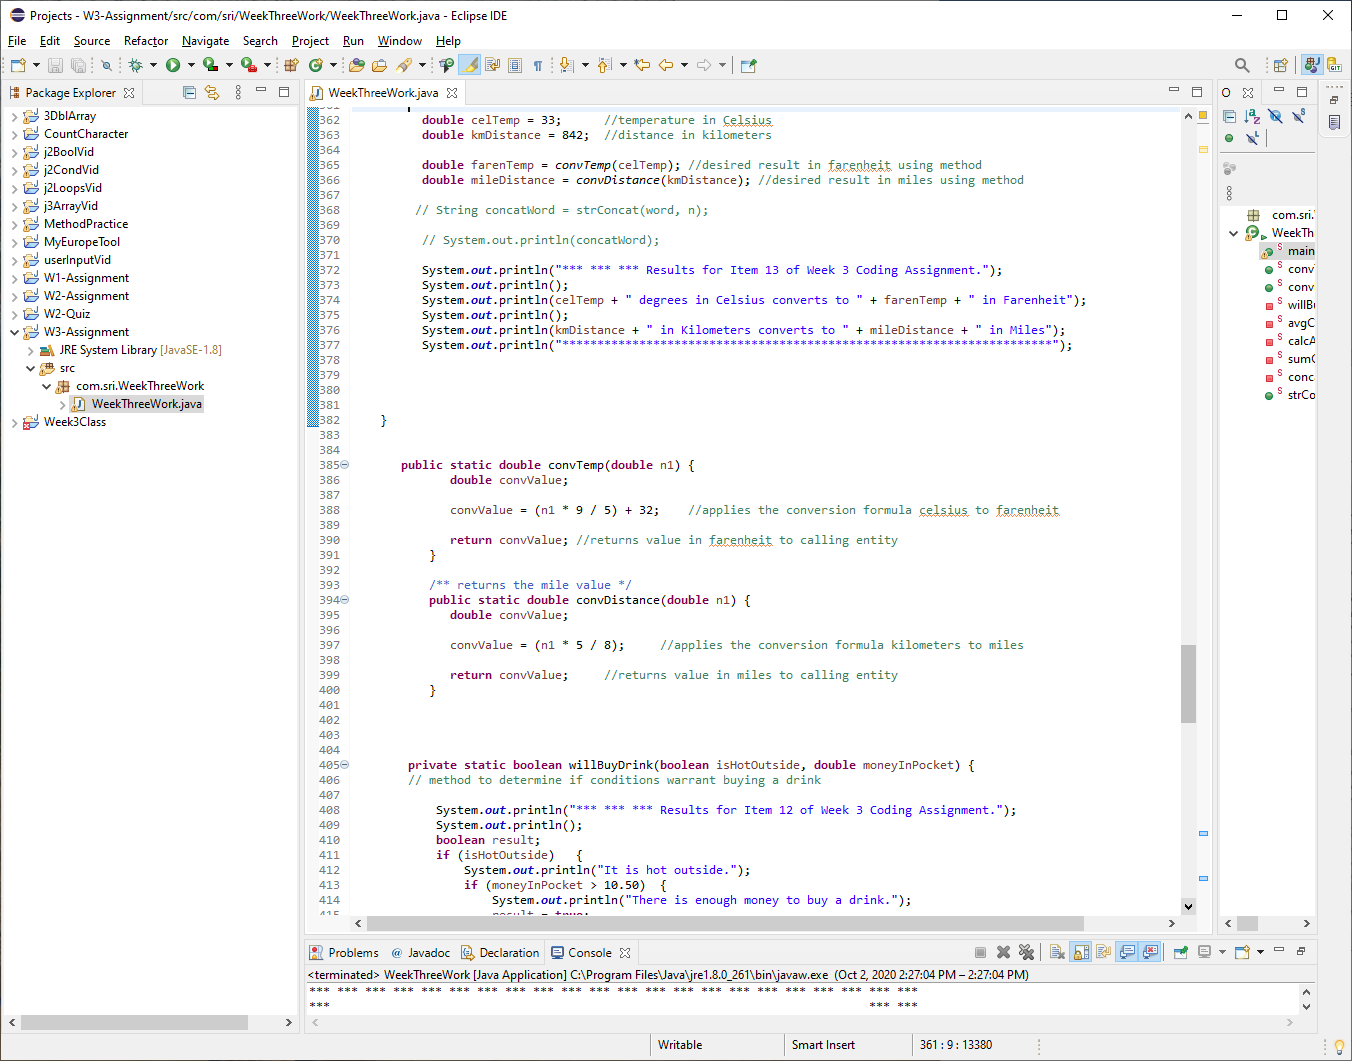 Projects - W3-Assignment/src/com/sri/WeekThreeWork/WeekThreeWork.java - Eclipse IDE
File Edit Source Refactor Navigate Search Project Run Window Help
Package Explorer
3DblArray
CountCharacter
j2BoolVid
j2CondVid
j2LoopsVid
j3ArrayVid
MethodPractice
MyEuropeTool
userInputVid
W1-Assignment
W2-Assignment
W2-Quiz
W3-Assignment
JRE System Library [JavaSE-1.8]
src
com.sri.WeekThreeWork
WeekThreeWork.java
Week3Class
WeekThreeWork.java
361
362 double celTemp = 33; //temperature in Celsius
363 double kmDistance = 842; //distance in kilometers
364
365 double farenTemp = convTemp(celTemp); //desired result in farenheit using method
366 double mileDistance = convDistance(kmDistance); //desired result in miles using method
367
368 // String concatWord = strConcat(word, n);
369
370 // System.out.println(concatWord);
371
372 System.out.println("*** *** *** Results for Item 13 of Week 3 Coding Assignment.");
373 System.out.println();
374 System.out.println(celTemp + " degrees in Celsius converts to " + farenTemp + " in Farenheit");
375 System.out.println();
376 System.out.println(kmDistance + " in Kilometers converts to " + mileDistance + " in Miles");
377 System.out.println("**********************************************************************");
378
379
380
381
382 }
383
384
385 public static double convTemp(double n1) {
386 double convValue;
387
388 convValue = (n1 * 9 / 5) + 32; //applies the conversion formula celsius to farenheit
389
390 return convValue; //returns value in farenheit to calling entity
391 }
392
393 /** returns the mile value */
394 public static double convDistance(double n1) {
395 double convValue;
396
397 convValue = (n1 * 5 / 8); //applies the conversion formula kilometers to miles
398
399 return convValue; //returns value in miles to calling entity
400 }
401
402
403
404
405 private static boolean willBuyDrink(boolean isHotOutside, double moneyInPocket) {
406 // method to determine if conditions warrant buying a drink
407
408 System.out.println("*** *** *** Results for Item 12 of Week 3 Coding Assignment.");
409 System.out.println();
410 boolean result;
411 if (isHotOutside) {
412 System.out.println("It is hot outside.");
413 if (moneyInPocket > 10.50) {
414 System.out.println("There is enough money to buy a drink.");
415 result = true;
O
com.sri.
WeekTh
main
conv
conv
willBu
avgC
calcA
sumC
conc
strCo
Problems @ Javadoc Declaration Console
<terminated> WeekThreeWork [Java Application] C:\Program Files\Java\jre1.8.0_261\bin\javaw.exe (Oct 2, 2020 2:27:04 PM – 2:27:04 PM)
*** *** *** *** *** *** *** *** *** *** *** *** *** *** *** *** *** *** *** *** *** ***
*** *** ***
Writable Smart Insert 361 : 9 : 13380